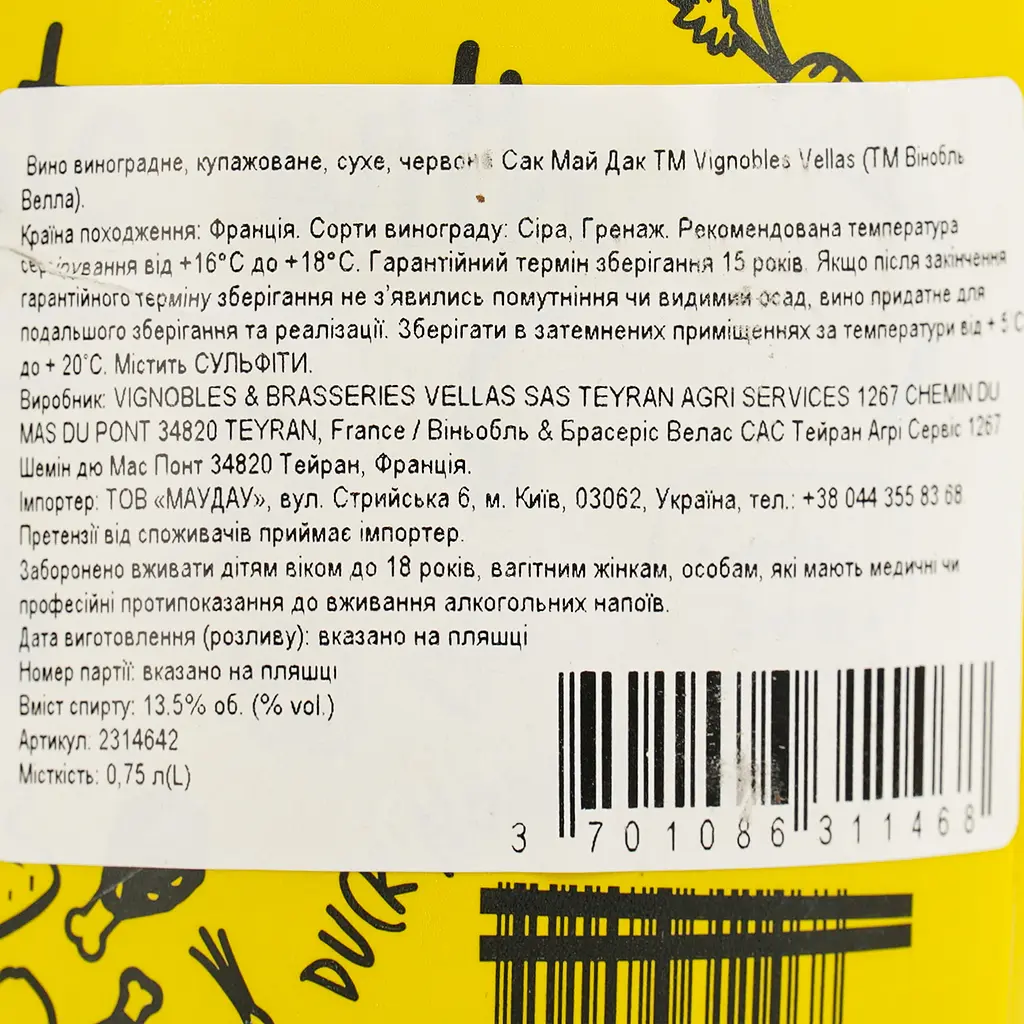 Вино виноградне, купажоване, сухе, червоне Сак Май Дак ТМ Vignobles Vellas (ТМ Вінобль
Велла).
Країна походження: Франція. Сорти винограду: Сіра, Гренаж. Рекомендована температура
сервірування від +16°C до +18°C. Гарантійний термін зберігання 15 років. Якщо після закінчення
гарантійного терміну зберігання не з'явились помутніння чи видимий осад, вино придатне для
подальшого зберігання та реалізації. Зберігати в затемнених приміщеннях за температури від + 5°C
до + 20°C. Містить СУЛЬФІТИ.
Виробник: VIGNOBLES & BRASSERIES VELLAS SAS TEYRAN AGRI SERVICES 1267 CHEMIN DU
MAS DU PONT 34820 TEYRAN, France / Віньобль & Брасеріс Велас САС Тейран Агрі Сервіс 1267
Шемін дю Мас Понт 34820 Тейран, Франція.
Імпортер: ТОВ «МАУДАУ», вул. Стрийська 6, м. Київ, 03062, Україна, тел.: +38 044 355 83 68
Претензії від споживачів приймає імпортер.
Заборонено вживати дітям віком до 18 років, вагітним жінкам, особам, які мають медичні чи
професійні протипоказання до вживання алкогольних напоїв.
Дата виготовлення (розливу): вказано на пляшці
Номер партії: вказано на пляшці
Вміст спирту: 13.5% об. (% vol.)
Артикул: 2314642
Місткість: 0,75 л(L)
3 701086 311468
DUCK